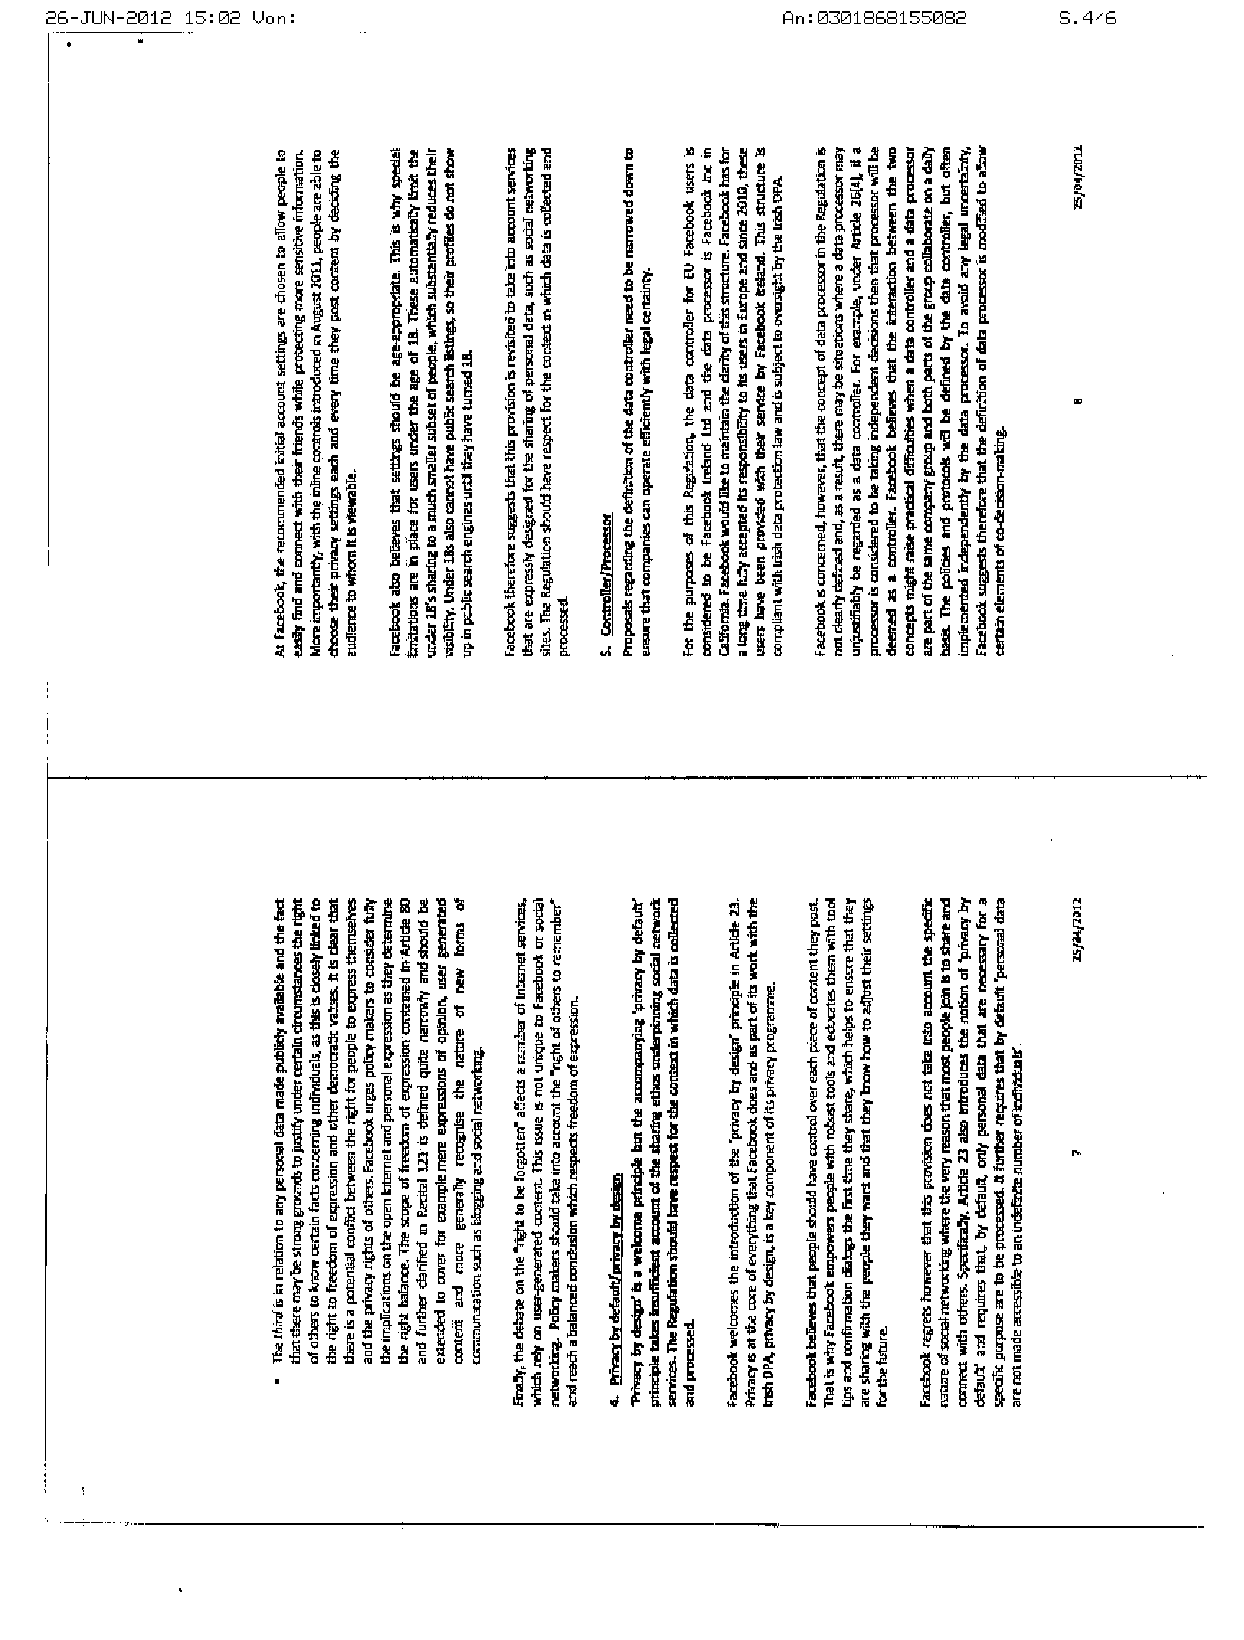 26-JUN-2012 15:02 Von: An:0301868155082 S.4/6
• The third is in relation to any personal data made publicly available and the fact
that there may be strong grounds to justify under certain circumstances the right
of others to know certain facts concerning individuals, as this is closely linked to
the right to freedom of expression and other democratic values. It is clear that
there is a potential conflict between the right for people to express themselves
and the privacy rights of others. Facebook urges policy makers to consider fully
the implications on the open Internet and personal expression as they determine
the right balance. The scope of freedom of expression contained in Article 80
and further clarified in Recital 121 is defined quite narrowly and should be
extended to cover for example mere expressions of opinion, user generated
content and more generally recognise the nature of new forms of
communication such as blogging and social networking.
Finally, the debate on the "right to be forgotten" affects a number of Internet services,
which rely on user-generated content. This issue is not unique to Facebook or social
networking. Policy makers should take into account the "right of others to remember"
and reach a balanced conclusion which respects freedom of expression.
4. Privacy by default/privacy by design
'Privacy by design' is a welcome principle but the accompanying 'privacy by default'
principle takes insufficient account of the sharing ethos underpinning social network
services. The Regulation should have respect for the context in which data is collected
and processed.
Facebook welcomes the introduction of the 'privacy by design' principle in Article 23.
Privacy is at the core of everything that Facebook does and as part of its work with the
Irish DPA, privacy by design, is a key component of its privacy programme.
Facebook believes that people should have control over each piece of content they post.
That is why Facebook empowers people with robust tools and educates them with tool
tips and confirmation dialogs the first time they share, which helps to ensure that they
are sharing with the people they want and that they know how to adjust their settings
for the future.
Facebook regrets however that this provision does not take into account the specific
nature of social networking where the very reason that most people join is to share and
connect with others. Specifically, Article 23 also introduces the notion of 'privacy by
default' and requires that, by default, only personal data that are necessary for a
specific purpose are to be processed. It further requires that by default 'personal data
are not made accessible to an indefinite number of individuals'.
7 25/04/2012
At Facebook, the recommended initial account settings are chosen to allow people to
easily find and connect with their friends while protecting more sensitive information.
More importantly, with the inline controls introduced in August 2011, people are able to
choose their privacy settings each and every time they post content by deciding the
audience to whom it is viewable.
Facebook also believes that settings should be age-appropriate. This is why special
limitations are in place for users under the age of 18. These automatically limit the
under 18's sharing to a much smaller subset of people, which substantially reduces their
visibility. Under 18s also cannot have public search listings, so their profiles do not show
up in public search engines until they have turned 18.
Facebook therefore suggests that this provision is revisited to take into account services
that are expressly designed for the sharing of personal data, such as social networking
sites. The Regulation should have respect for the context in which data is collected and
processed.
5. Controller/Processor
Proposals regarding the definition of the data controller need to be narrowed down to
ensure that companies can operate efficiently with legal certainty.
For the purposes of this Regulation, the data controller for EU Facebook users is
considered to be Facebook Ireland Ltd and the data processor is Facebook Inc in
California. Facebook would like to maintain the clarity of this structure. Facebook has for
a long time fully accepted its responsibility to its users in Europe and since 2010, these
users have been provided with their service by Facebook Ireland. This structure is
compliant with Irish data protection law and is subject to oversight by the Irish DPA.
Facebook is concerned, however, that the concept of data processor in the Regulation is
not clearly defined and, as a result, there may be situations where a data processor may
unjustifiably be regarded as a data controller. For example, under Article 26(4), if a
processor is considered to be taking independent decisions then that processor will be
deemed as a controller. Facebook believes that the interaction between the two
concepts might raise practical difficulties when a data controller and a data processor
are part of the same company group and both parts of the group collaborate on a daily
basis. The policies and protocols will be defined by the data controller, but often
implemented independently by the data processor. To avoid any legal uncertainty,
Facebook suggests therefore that the definition of data processor is modified to allow
certain elements of co-decision-making.
8 25/04/2012